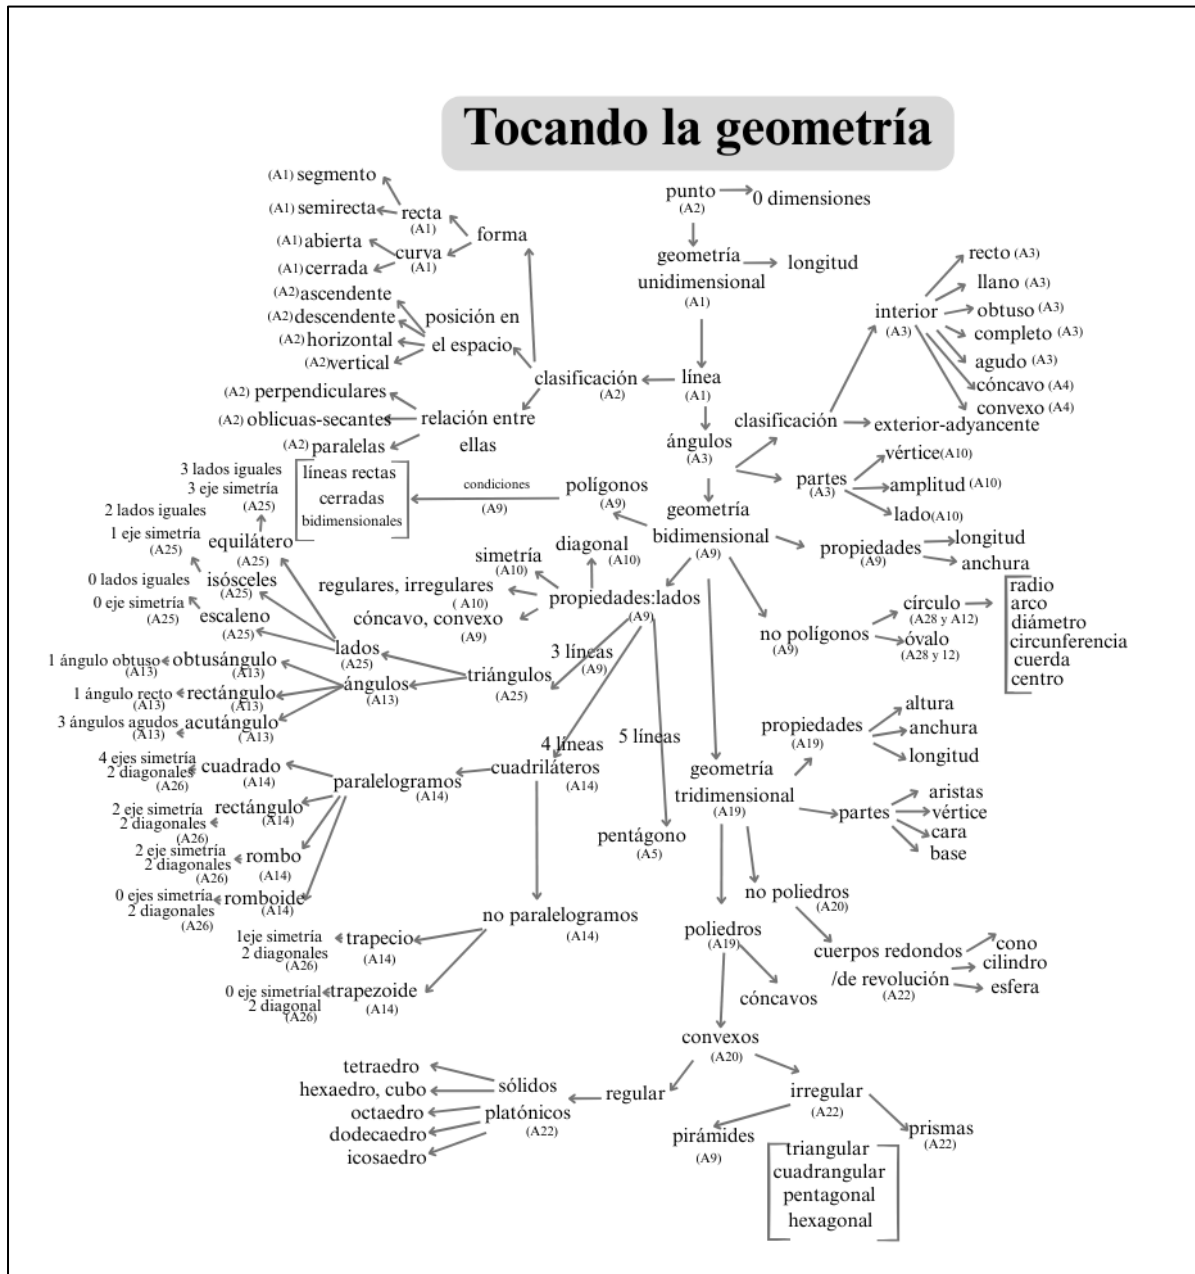 Tocando la geometría
punto
(A2)
0 dimensiones
geometría
unidimensional
(A1)
longitud
línea
(A1)
clasificación
(A2)
forma
recta
(A1)
(A1) segmento
(A1) semirecta
curva
(A1)
(A1) abierta
(A1) cerrada
posición en
el espacio
(A2) ascendente
(A2) descendente
(A2) horizontal
(A2) vertical
relación entre
ellas
(A2) perpendiculares
(A2) oblicuas-secantes
(A2) paralelas
ángulos
(A3)
clasificación
interior
(A3)
recto (A3)
llano (A3)
obtuso (A3)
completo (A3)
agudo (A3)
cóncavo (A4)
convexo (A4)
exterior-adyancente
partes
(A3)
vértice(A10)
amplitud (A10)
lado(A10)
geometría
bidimensional
(A9)
propiedades
(A9)
longitud
anchura
polígonos
(A9)
condiciones
(A9)
líneas rectas
cerradas
bidimensionales
no polígonos
(A9)
círculo
(A28 y A12)
radio
arco
diámetro
circunferencia
cuerda
centro
óvalo
(A28 y 12)
propiedades:lados
(A9)
diagonal
(A10)
simetría
(A10)
regulares, irregulares
( A10)
cóncavo, convexo
(A9)
3 líneas
(A9)
triángulos
(A25)
lados
(A25)
equilátero
(A25)
3 lados iguales
3 eje simetría
(A25)
isósceles
(A25)
2 lados iguales
1 eje simetría
(A25)
escaleno
(A25)
0 lados iguales
0 eje simetría
(A25)
ángulos
(A13)
obtusángulo
(A13)
1 ángulo obtuso
(A13)
rectángulo
(A13)
1 ángulo recto
(A13)
acutángulo
( A13)
3 ángulos agudos
(A13)
4 líneas
cuadriláteros
(A14)
paralelogramos
(A14)
cuadrado
(A14)
4 ejes simetría
2 diagonales
(A26)
rectángulo
(A14)
2 eje simetría
2 diagonales
(A26)
rombo
(A14)
2 eje simetría
2 diagonales
(A26)
romboide
(A14)
0 ejes simetría
2 diagonales
(A26)
no paralelogramos
(A14)
trapecio
(A14)
1eje simetría
2 diagonales
(A26)
trapezoide
(A14)
0 eje simetríal
2 diagonal
(A26)
5 líneas
pentágono
(A5)
geometría
tridimensional
(A19)
propiedades
(A19)
altura
anchura
longitud
partes
aristas
vértice
cara
base
no poliedros
(A20)
cuerpos redondos
/de revolución
(A22)
cono
cilindro
esfera
poliedros
(A19)
cóncavos
convexos
(A20)
regular
sólidos
platónicos
(A22)
tetraedro
hexaedro, cubo
octaedro
dodecaedro
icosaedro
irregular
(A22)
pirámides
(A9)
prismas
(A22)
triangular
cuadrangular
pentagonal
hexagonal